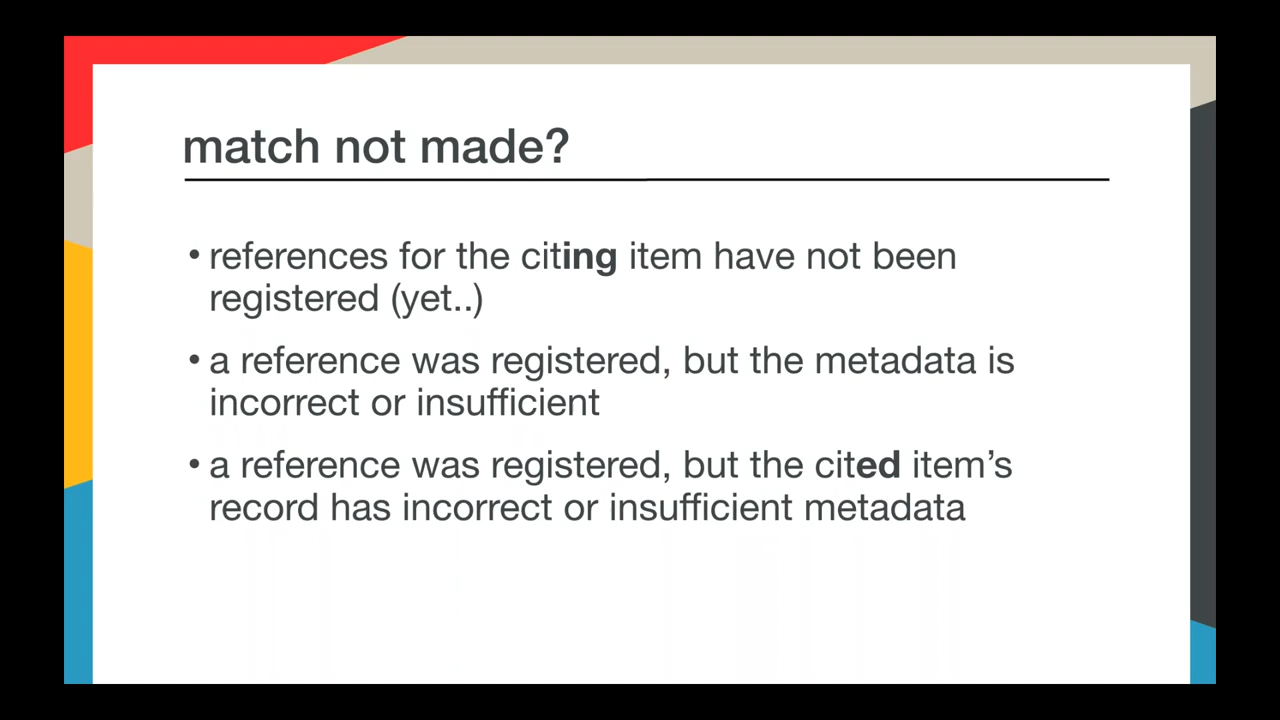 match not made?
• references for the citing item have not been
registered (yet..)
• a reference was registered, but the metadata is
incorrect or insufficient
• a reference was registered, but the cited item’s
record has incorrect or insufficient metadata